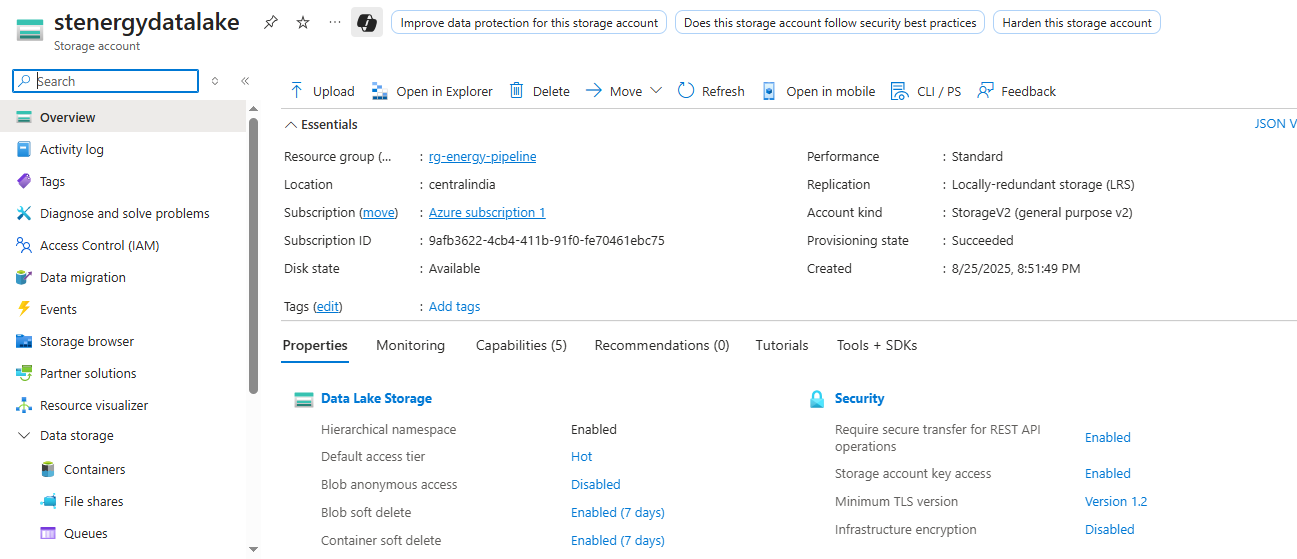 stenergydatalake
Storage account
Improve data protection for this storage account
Does this storage account follow security best practices
Harden this storage account
Search
Overview
Activity log
Tags
Diagnose and solve problems
Access Control (IAM)
Data migration
Events
Storage browser
Partner solutions
Resource visualizer
Data storage
Containers
File shares
Queues
Upload Open in Explorer Delete Move Refresh Open in mobile CLI / PS Feedback
Essentials
JSON V
Resource group (... : rg-energy-pipeline
Location : centralindia
Subscription (move) : Azure subscription 1
Subscription ID : 9afb3622-4cb4-411b-91f0-fe70461ebc75
Disk state : Available
Tags (edit) : Add tags
Performance : Standard
Replication : Locally-redundant storage (LRS)
Account kind : StorageV2 (general purpose v2)
Provisioning state : Succeeded
Created : 8/25/2025, 8:51:49 PM
Properties Monitoring Capabilities (5) Recommendations (0) Tutorials Tools + SDKs
Data Lake Storage
Hierarchical namespace Enabled
Default access tier Hot
Blob anonymous access Disabled
Blob soft delete Enabled (7 days)
Container soft delete Enabled (7 days)
Security
Require secure transfer for REST API
operations Enabled
Storage account key access Enabled
Minimum TLS version Version 1.2
Infrastructure encryption Disabled